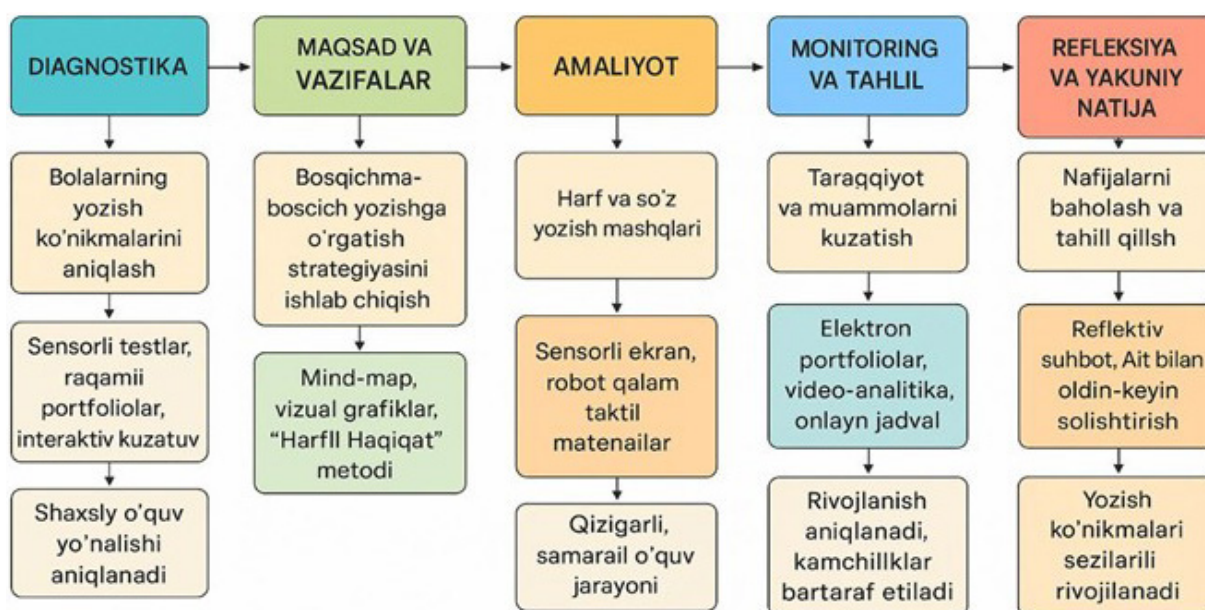 DIAGNOSTIKA
MAQSAD VA
VAZIFALAR
AMALIYOT
MONITORING
VA TAHLIL
REFLEKSIYA
VA YAKUNIY
NATIJA
Bolalarning
yozish
ko'nikmalarini
aniqlash
Sensorli testlar,
raqamii
portfoliolar,
interaktiv kuzatuv
Shaxsly o'quv
yo'nalishi
aniqlanadi
Bosqichma-
boscich yozishga
o'rgatish
strategiyasini
ishlab chiqish
Mind-map,
vizual grafiklar,
“Harfll Haqiqat”
metodi
Harf va so'z
yozish mashqlari
Sensorli ekran,
robot qalam
taktil
matenailar
Qizigarli,
samarail o'quv
jarayoni
Taraqqiyot
va muammolarni
kuzatish
Elektron
portfoliolar,
video-analitika,
onlayn jadval
Rivojlanish
aniqlanadi,
kamchillklar
bartaraf etiladi
Nafijalarni
baholash va
tahill qillsh
Reflektiv
suhbot, Ait bilan
oldin-keyin
solishtirish
Yozish
ko'nikmalari
sezilarili
rivojilanadi